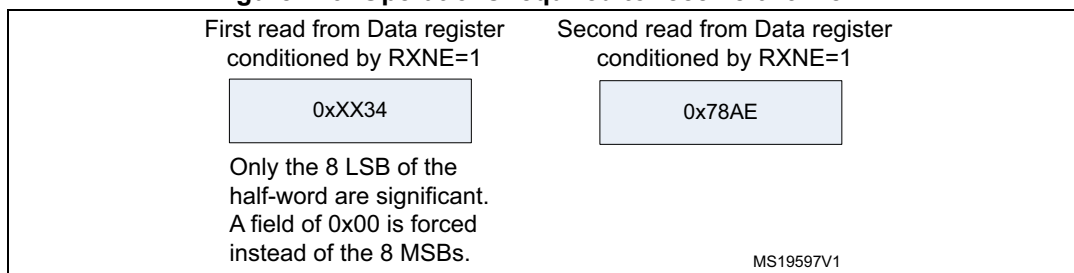 First read from Data register
conditioned by RXNE=1
Second read from Data register
conditioned by RXNE=1
0xXX34
0x78AE
Only the 8 LSB of the
half-word are significant.
A field of 0x00 is forced
instead of the 8 MSBs.
MS19597V1